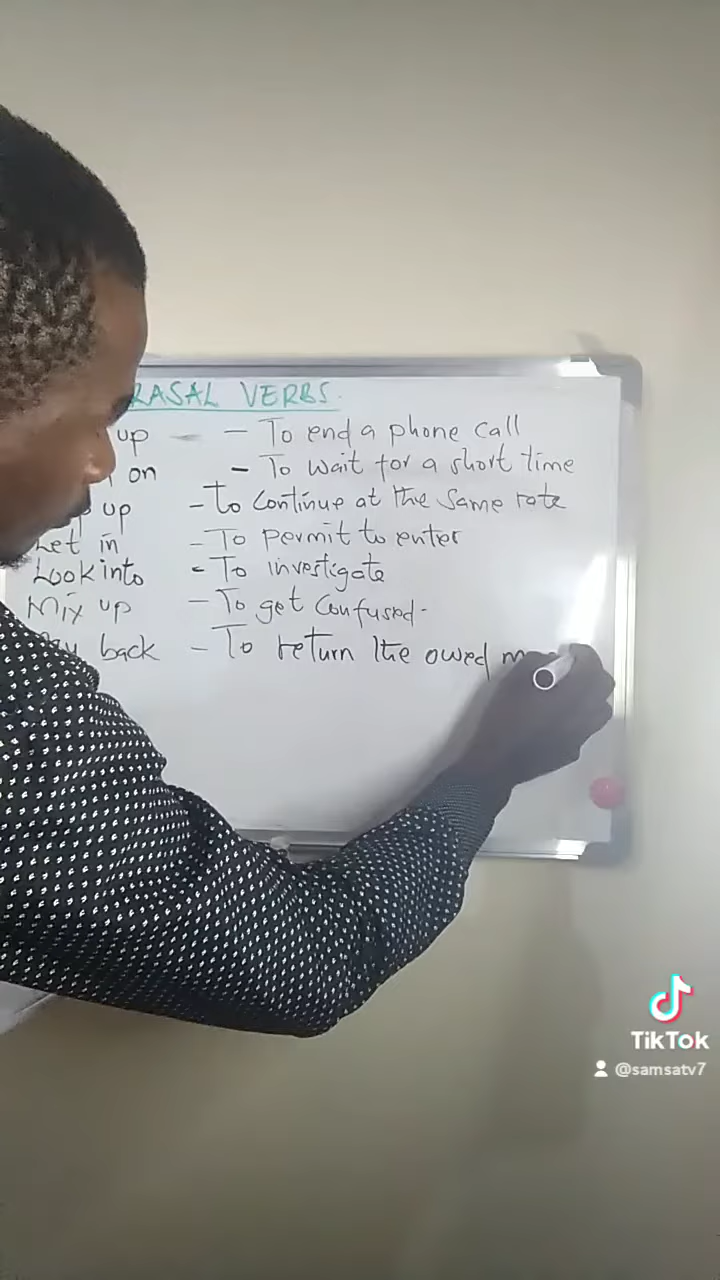 RASAL VERBS.
up – To end a phone call
on – To wait for a short time
up – To continue at the same rate
Let in – To permit to enter
Look into – To investigate
Mix up – To get confused.
back – To return the owed m
TikTok
@samsatv7